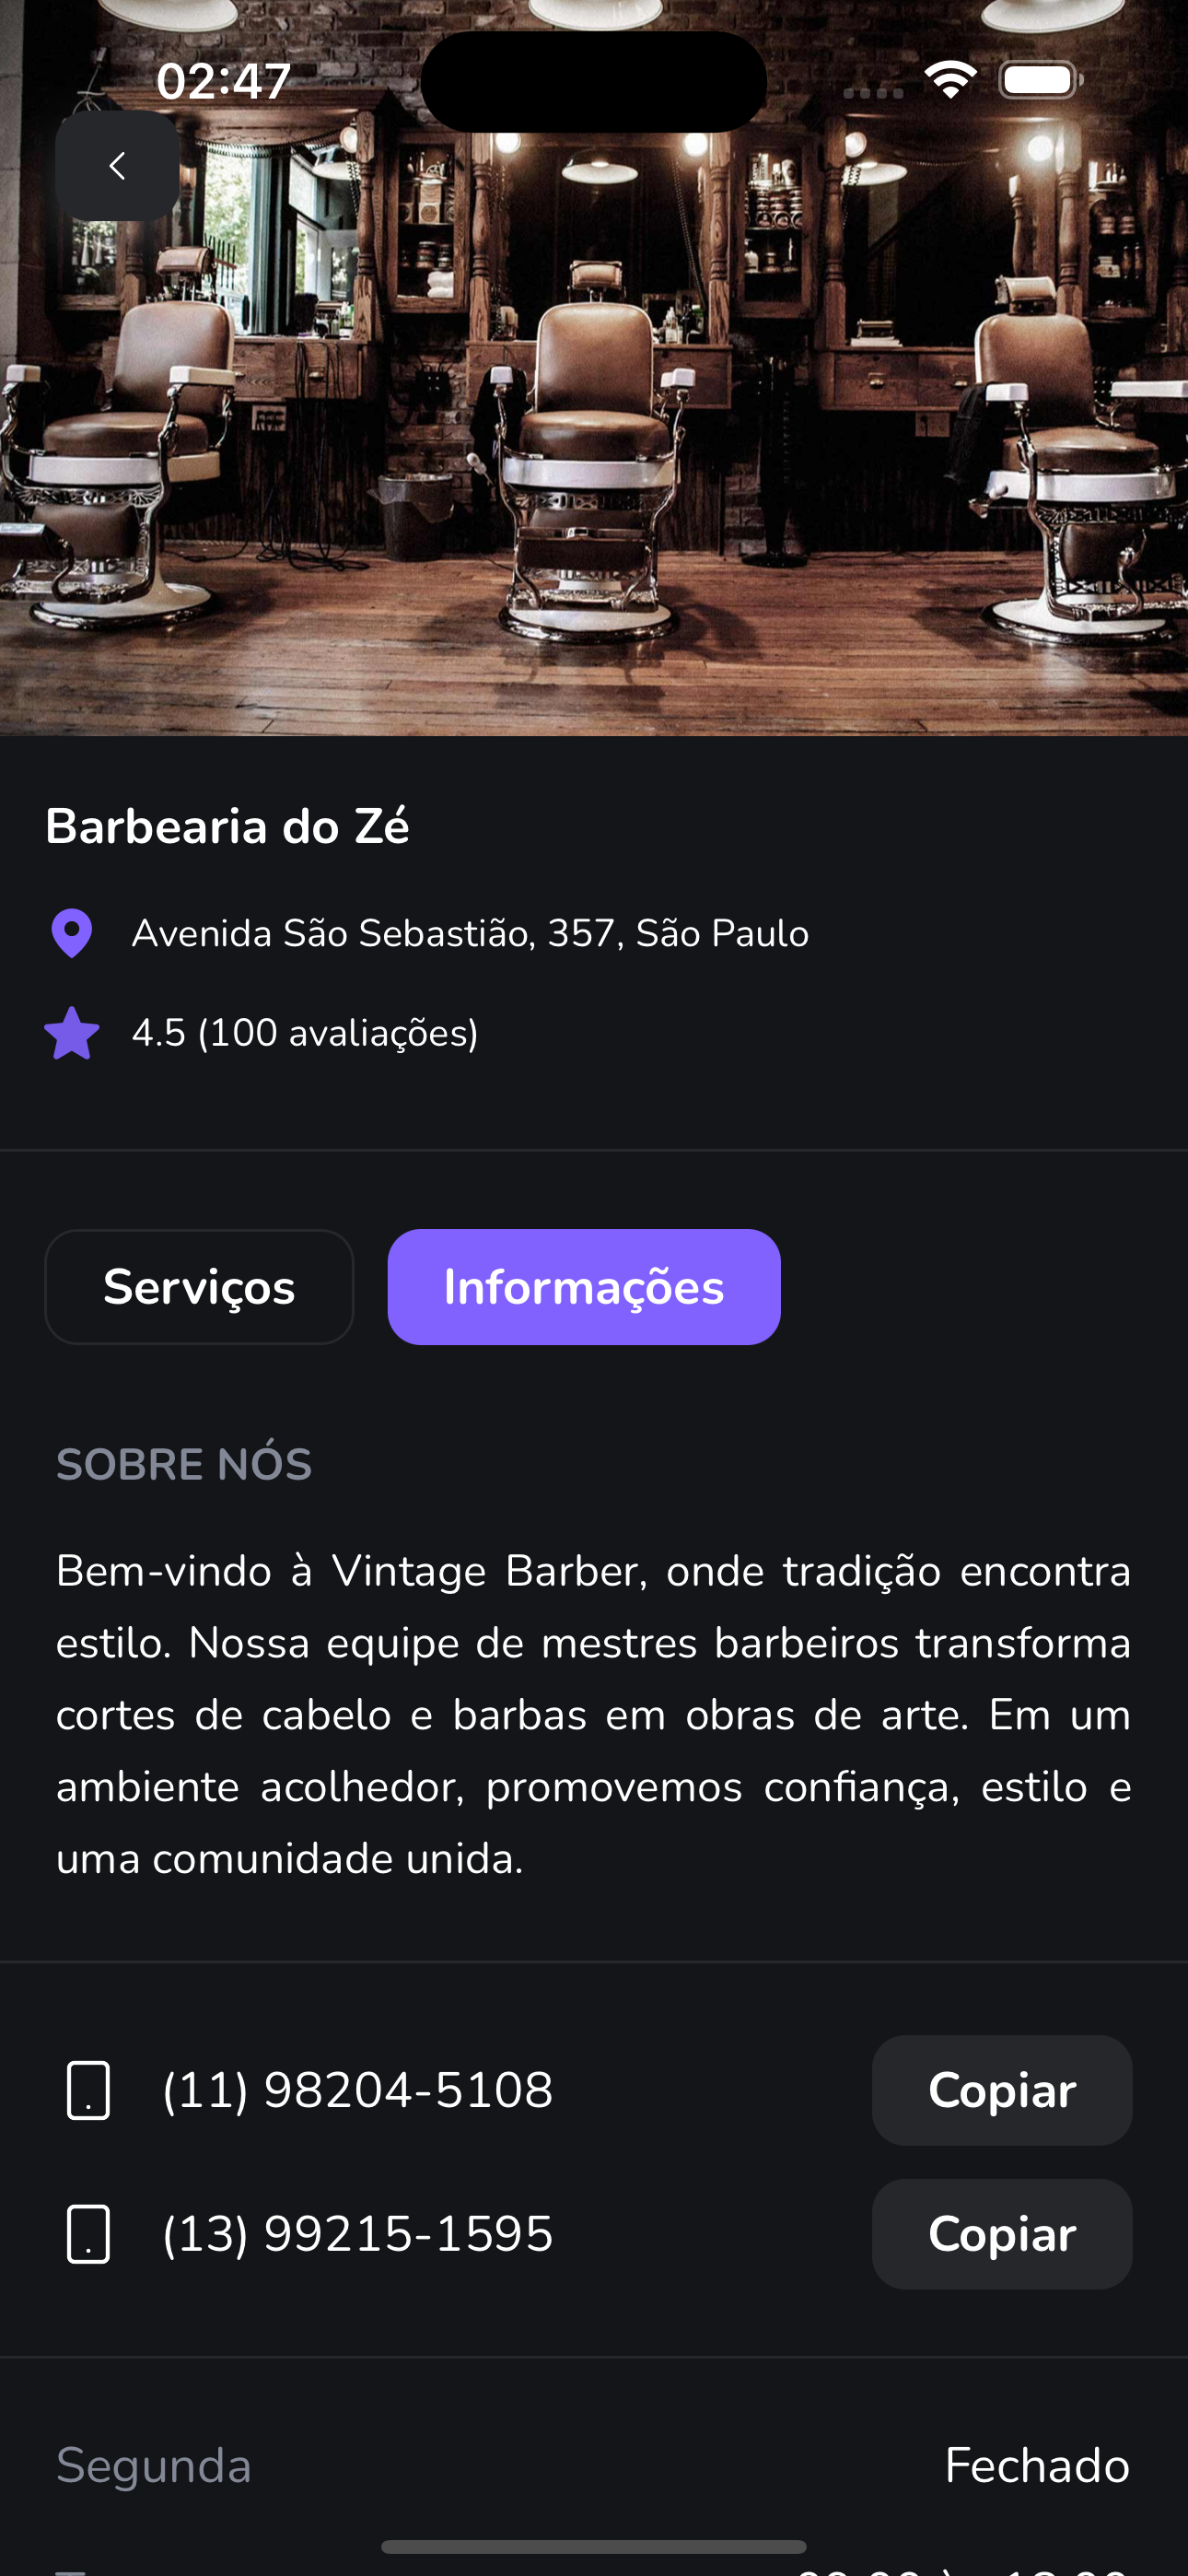 02:47
Barbearia do Zé
Avenida São Sebastião, 357, São Paulo
4.5 (100 avaliações)
Serviços
Informações
SOBRE NÓS
Bem-vindo à Vintage Barber, onde tradição encontra
estilo. Nossa equipe de mestres barbeiros transforma
cortes de cabelo e barbas em obras de arte. Em um
ambiente acolhedor, promovemos confiança, estilo e
uma comunidade unida.
(11) 98204-5108
Copiar
(13) 99215-1595
Copiar
Segunda
Fechado